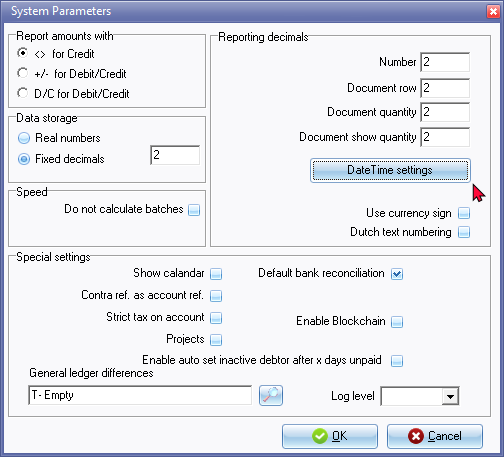 System Parameters
Report amounts with
<> for Credit
+/- for Debit/Credit
D/C for Debit/Credit
Data storage
Real numbers
Fixed decimals 2
Speed
Do not calculate batches
Reporting decimals
Number 2
Document row 2
Document quantity 2
Document show quantity 2
DateTime settings
Use currency sign
Dutch text numbering
Special settings
Show calandar
Default bank reconciliation
Contra ref. as account ref.
Strict tax on account
Enable Blockchain
Projects
Enable auto set inactive debtor after x days unpaid
General ledger differences
T- Empty
Log level
OK
Cancel